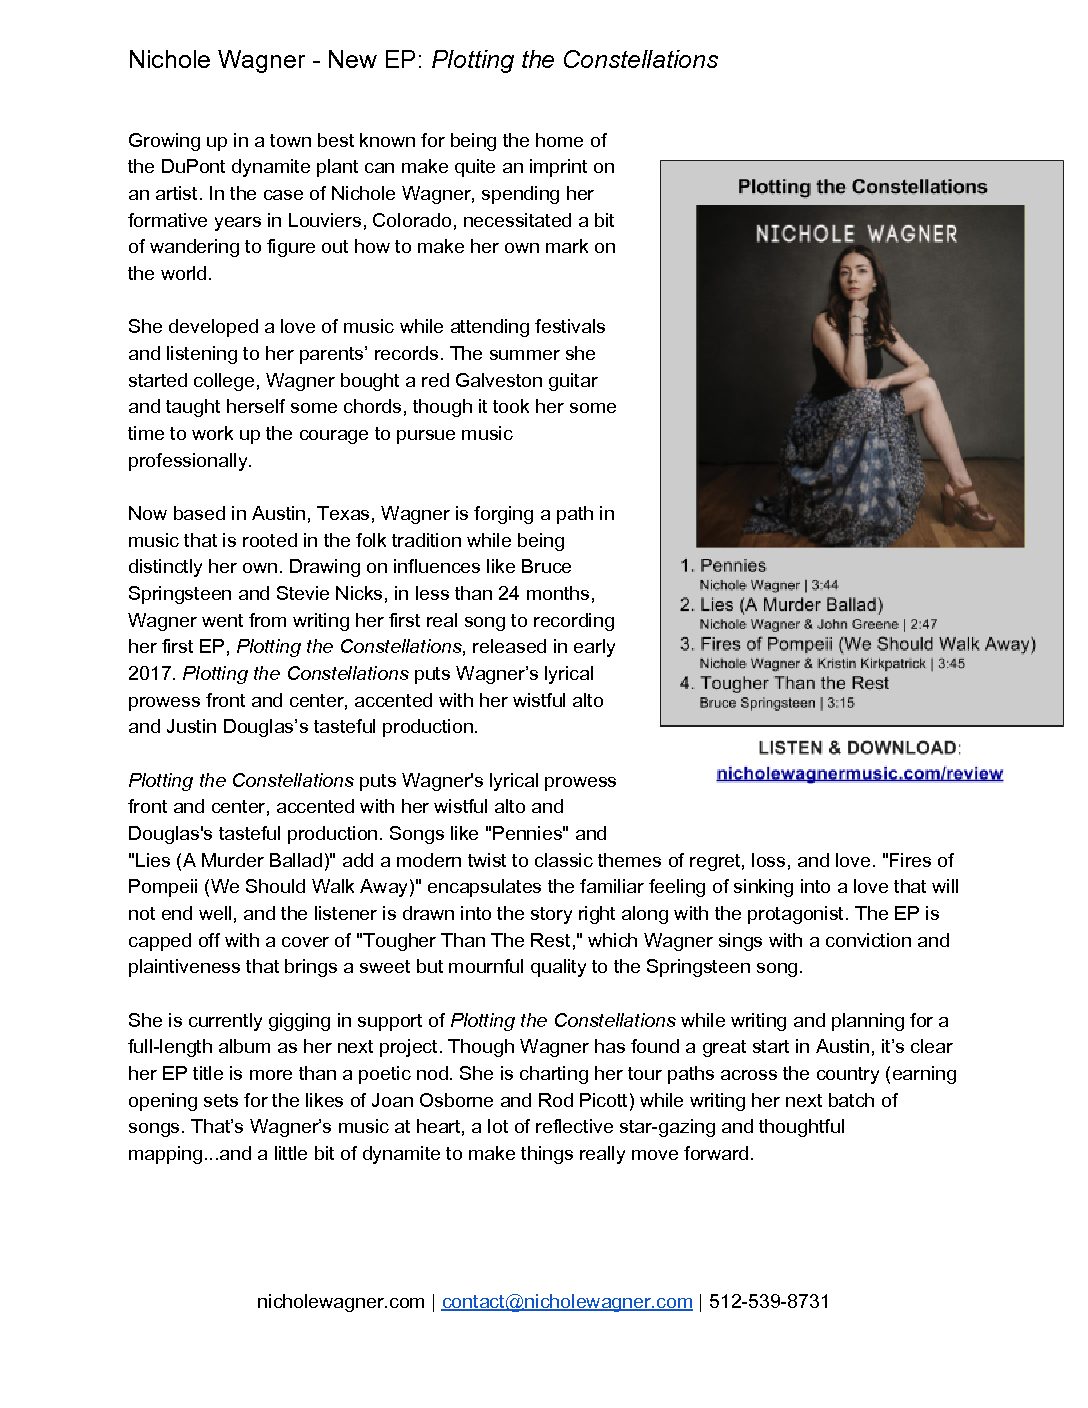 Nichole Wagner - New EP: Plotting the Constellations
Growing up in a town best known for being the home of
the DuPont dynamite plant can make quite an imprint on
an artist. In the case of Nichole Wagner, spending her
formative years in Louviers, Colorado, necessitated a bit
of wandering to figure out how to make her own mark on
the world.
She developed a love of music while attending festivals
and listening to her parents’ records. The summer she
started college, Wagner bought a red Galveston guitar
and taught herself some chords, though it took her some
time to work up the courage to pursue music
professionally.
Now based in Austin, Texas, Wagner is forging a path in
music that is rooted in the folk tradition while being
distinctly her own. Drawing on influences like Bruce
Springsteen and Stevie Nicks, in less than 24 months,
Wagner went from writing her first real song to recording
her first EP, Plotting the Constellations, released in early
2017. Plotting the Constellations puts Wagner’s lyrical
prowess front and center, accented with her wistful alto
and Justin Douglas’s tasteful production.
Plotting the Constellations puts Wagner's lyrical prowess
front and center, accented with her wistful alto and
Douglas's tasteful production. Songs like "Pennies" and
"Lies (A Murder Ballad)" add a modern twist to classic themes of regret, loss, and love. "Fires of
Pompeii (We Should Walk Away)" encapsulates the familiar feeling of sinking into a love that will
not end well, and the listener is drawn into the story right along with the protagonist. The EP is
capped off with a cover of "Tougher Than The Rest," which Wagner sings with a conviction and
plaintiveness that brings a sweet but mournful quality to the Springsteen song.
She is currently gigging in support of Plotting the Constellations while writing and planning for a
full-length album as her next project. Though Wagner has found a great start in Austin, it’s clear
her EP title is more than a poetic nod. She is charting her tour paths across the country (earning
opening sets for the likes of Joan Osborne and Rod Picott) while writing her next batch of
songs. That’s Wagner’s music at heart, a lot of reflective star-gazing and thoughtful
mapping...and a little bit of dynamite to make things really move forward.
Plotting the Constellations
NICHOLE WAGNER
1. Pennies
Nichole Wagner | 3:44
2. Lies (A Murder Ballad)
Nichole Wagner & John Greene | 2:47
3. Fires of Pompeii (We Should Walk Away)
Nichole Wagner & Kristin Kirkpatrick | 3:45
4. Tougher Than the Rest
Bruce Springsteen | 3:15
LISTEN & DOWNLOAD:
nicholewagnermusic.com/review
nicholewagner.com | contact@nicholewagner.com | 512-539-8731